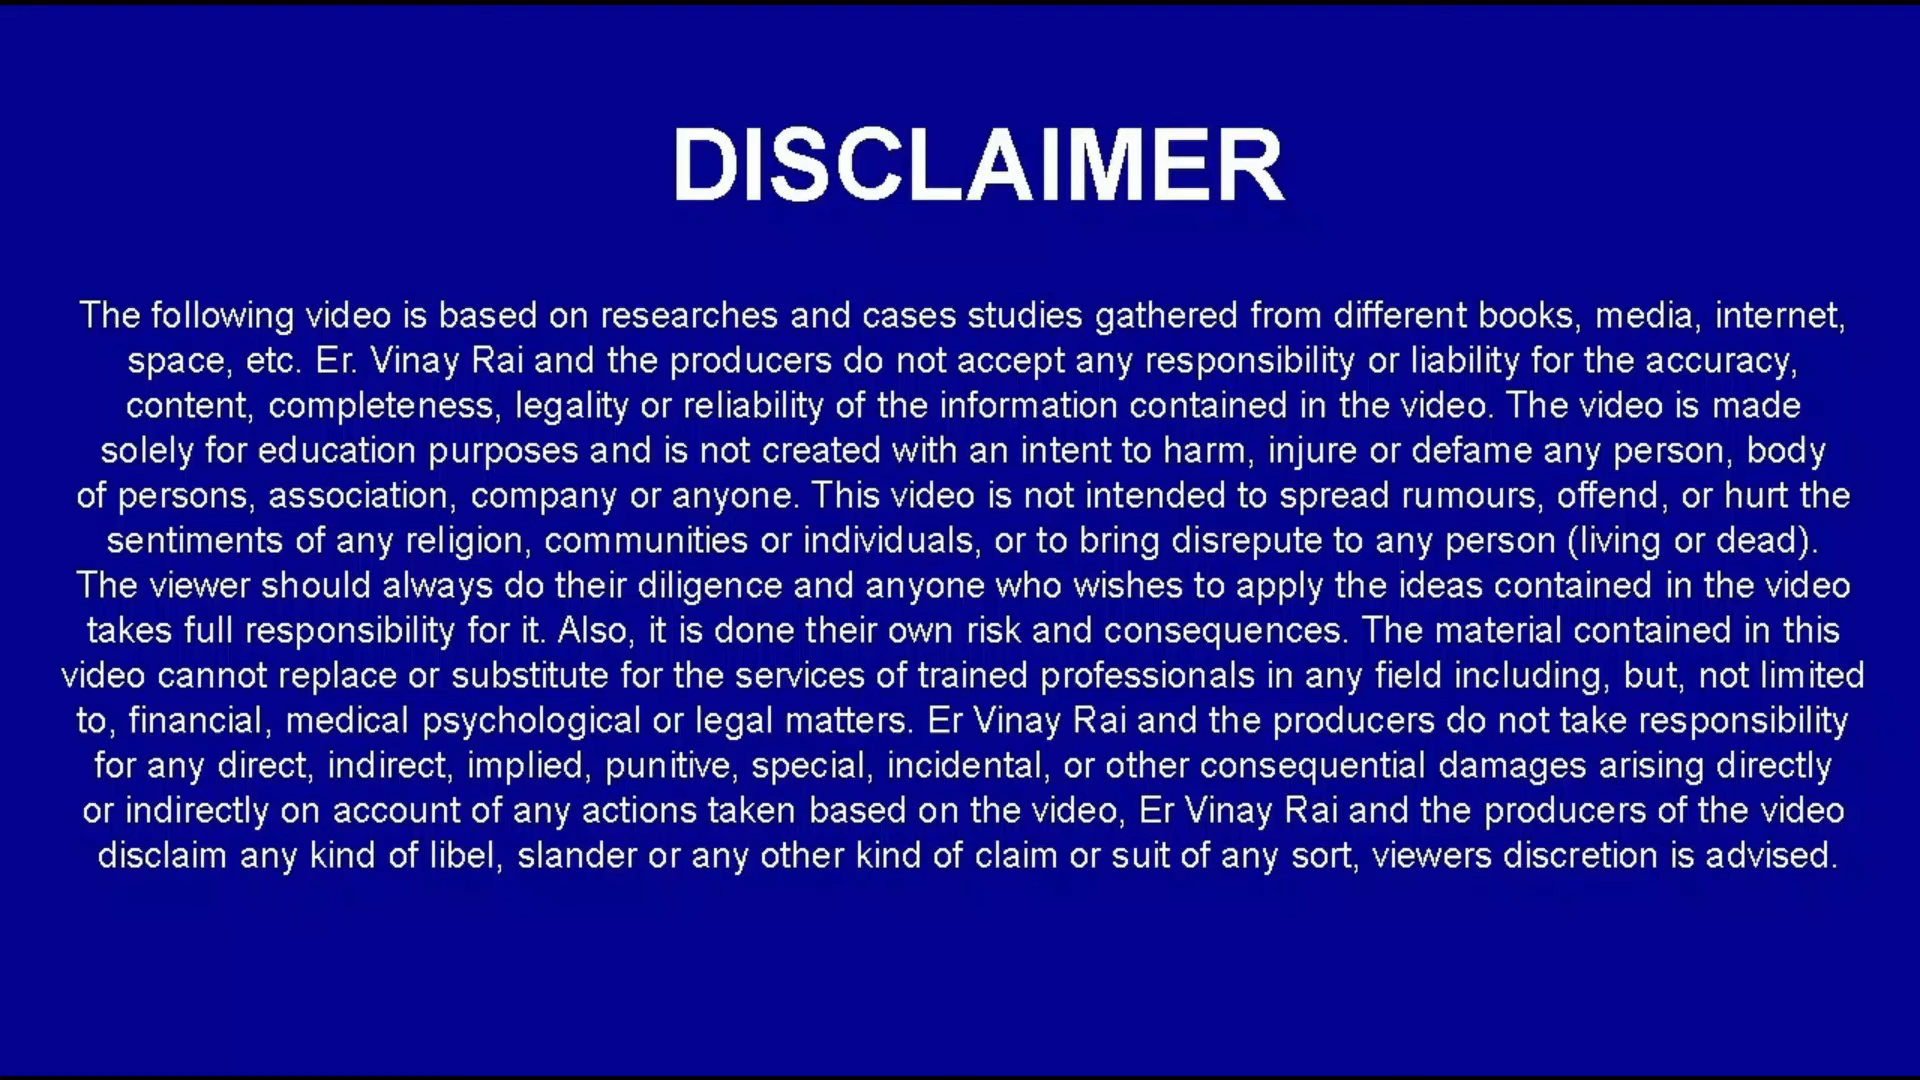 DISCLAIMER
The following video is based on researches and cases studies gathered from different books, media, internet,
space, etc. Er. Vinay Rai and the producers do not accept any responsibility or liability for the accuracy,
content, completeness, legality or reliability of the information contained in the video. The video is made
solely for education purposes and is not created with an intent to harm, injure or defame any person, body
of persons, association, company or anyone. This video is not intended to spread rumours, offend, or hurt the
sentiments of any religion, communities or individuals, or to bring disrepute to any person (living or dead).
The viewer should always do their diligence and anyone who wishes to apply the ideas contained in the video
takes full responsibility for it. Also, it is done their own risk and consequences. The material contained in this
video cannot replace or substitute for the services of trained professionals in any field including, but, not limited
to, financial, medical psychological or legal matters. Er Vinay Rai and the producers do not take responsibility
for any direct, indirect, implied, punitive, special, incidental, or other consequential damages arising directly
or indirectly on account of any actions taken based on the video, Er Vinay Rai and the producers of the video
disclaim any kind of libel, slander or any other kind of claim or suit of any sort, viewers discretion is advised.